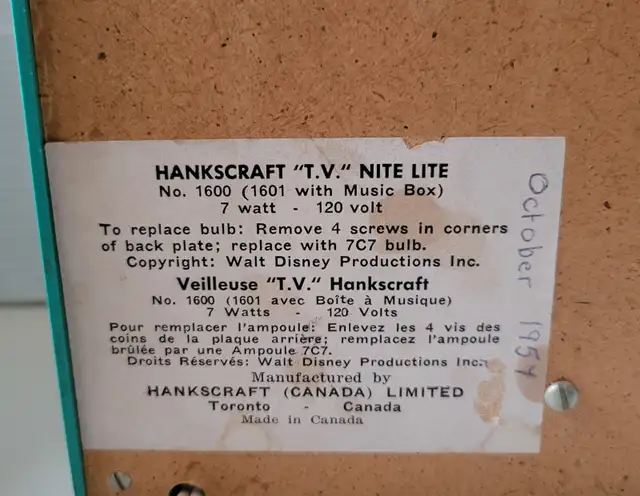 HANKSCRAFT "T.V." NITE LITE
No. 1600 (1601 with Music Box)
7 watt - 120 volt
To replace bulb: Remove 4 screws in corners
of back plate; replace with 7C7 bulb.
Copyright: Walt Disney Productions Inc.
Veilleuse "T.V." Hankscraft
No. 1600 (1601 avec Boîte à Musique)
7 Watts - 120 Volts
Pour remplacer l'ampoule: Enlevez les 4 vis des
coins de la plaque arrière; remplacez l'ampoule
brûlée par une Ampoule 7C7.
Droits Réservés: Walt Disney Productions Inc.
Manufactured by
HANKSCRAFT (CANADA) LIMITED
Toronto - Canada
Made in Canada
October 1959